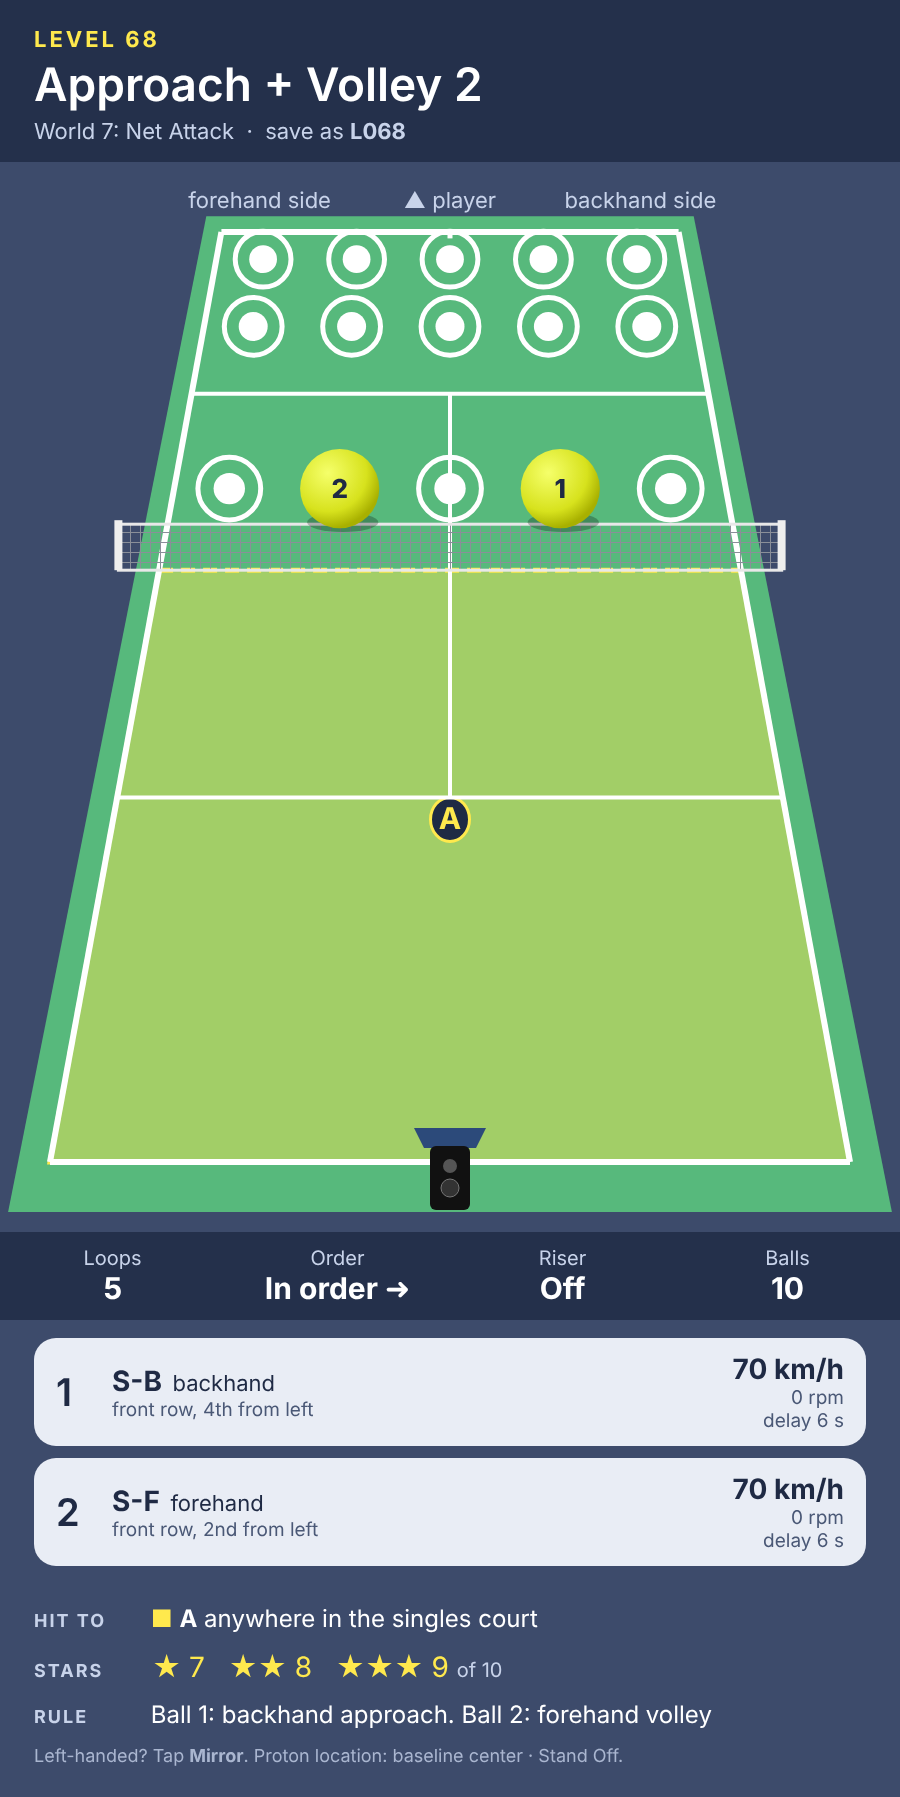 LEVEL 68
Approach + Volley 2
World 7: Net Attack · save as L068
forehand side ▲ player backhand side
2 1
A
Loops Order Riser Balls
5 In order ➜ Off 10
1 S-B backhand 70 km/h
front row, 4th from left 0 rpm
delay 6 s
2 S-F forehand 70 km/h
front row, 2nd from left 0 rpm
delay 6 s
HIT TO A anywhere in the singles court
STARS ★ 7 ★★ 8 ★★★ 9 of 10
RULE Ball 1: backhand approach. Ball 2: forehand volley
Left-handed? Tap Mirror. Proton location: baseline center · Stand Off.